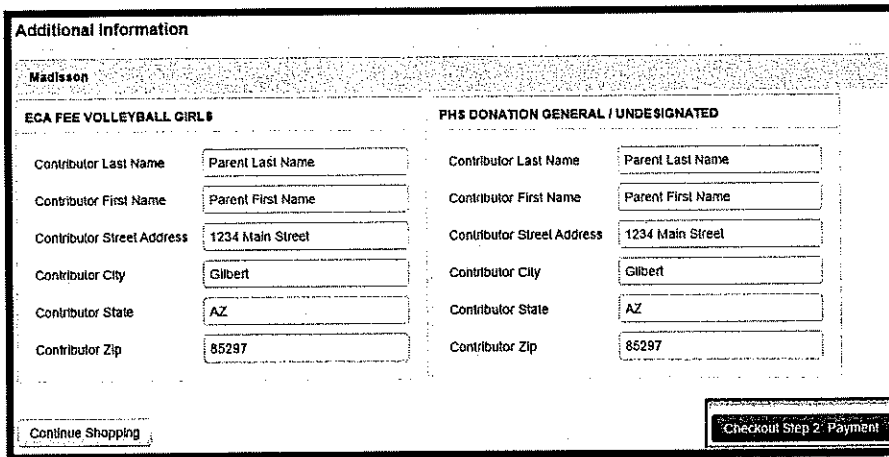 Additional Information
Madisson
ECA FEE VOLLEYBALL GIRLS
Contributor Last Name Parent Last Name
Contributor First Name Parent First Name
Contributor Street Address 1234 Main Street
Contributor City Gilbert
Contributor State AZ
Contributor Zip 85297
PHS DONATION GENERAL / UNDESIGNATED
Contributor Last Name Parent Last Name
Contributor First Name Parent First Name
Contributor Street Address 1234 Main Street
Contributor City Gilbert
Contributor State AZ
Contributor Zip 85297
Continue Shopping
Checkout Step 2: Payment